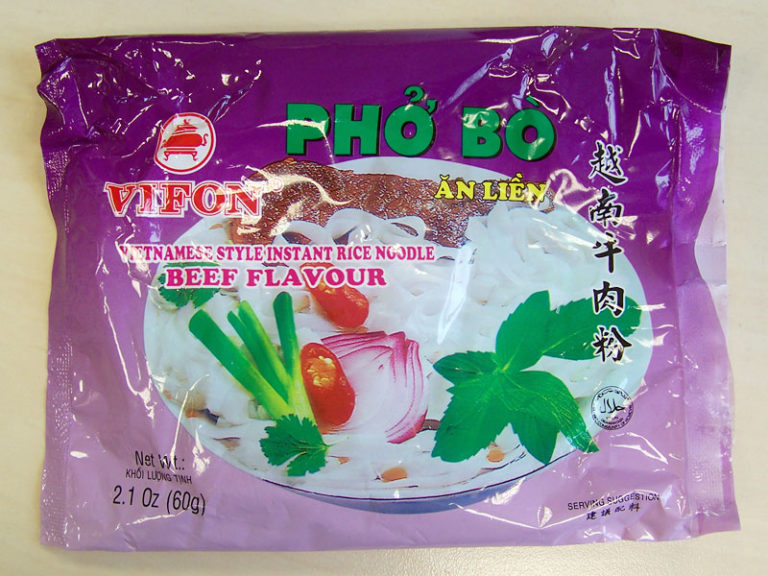 PHỞ BÒ
ĂN LIỀN
VIFON
VIETNAMESE STYLE INSTANT RICE NOODLE
BEEF FLAVOUR
越南牛肉粉
Net Wt.:
KHỐI LƯỢNG TỊNH
2.1 Oz (60g)
SERVING SUGGESTION
建議配料